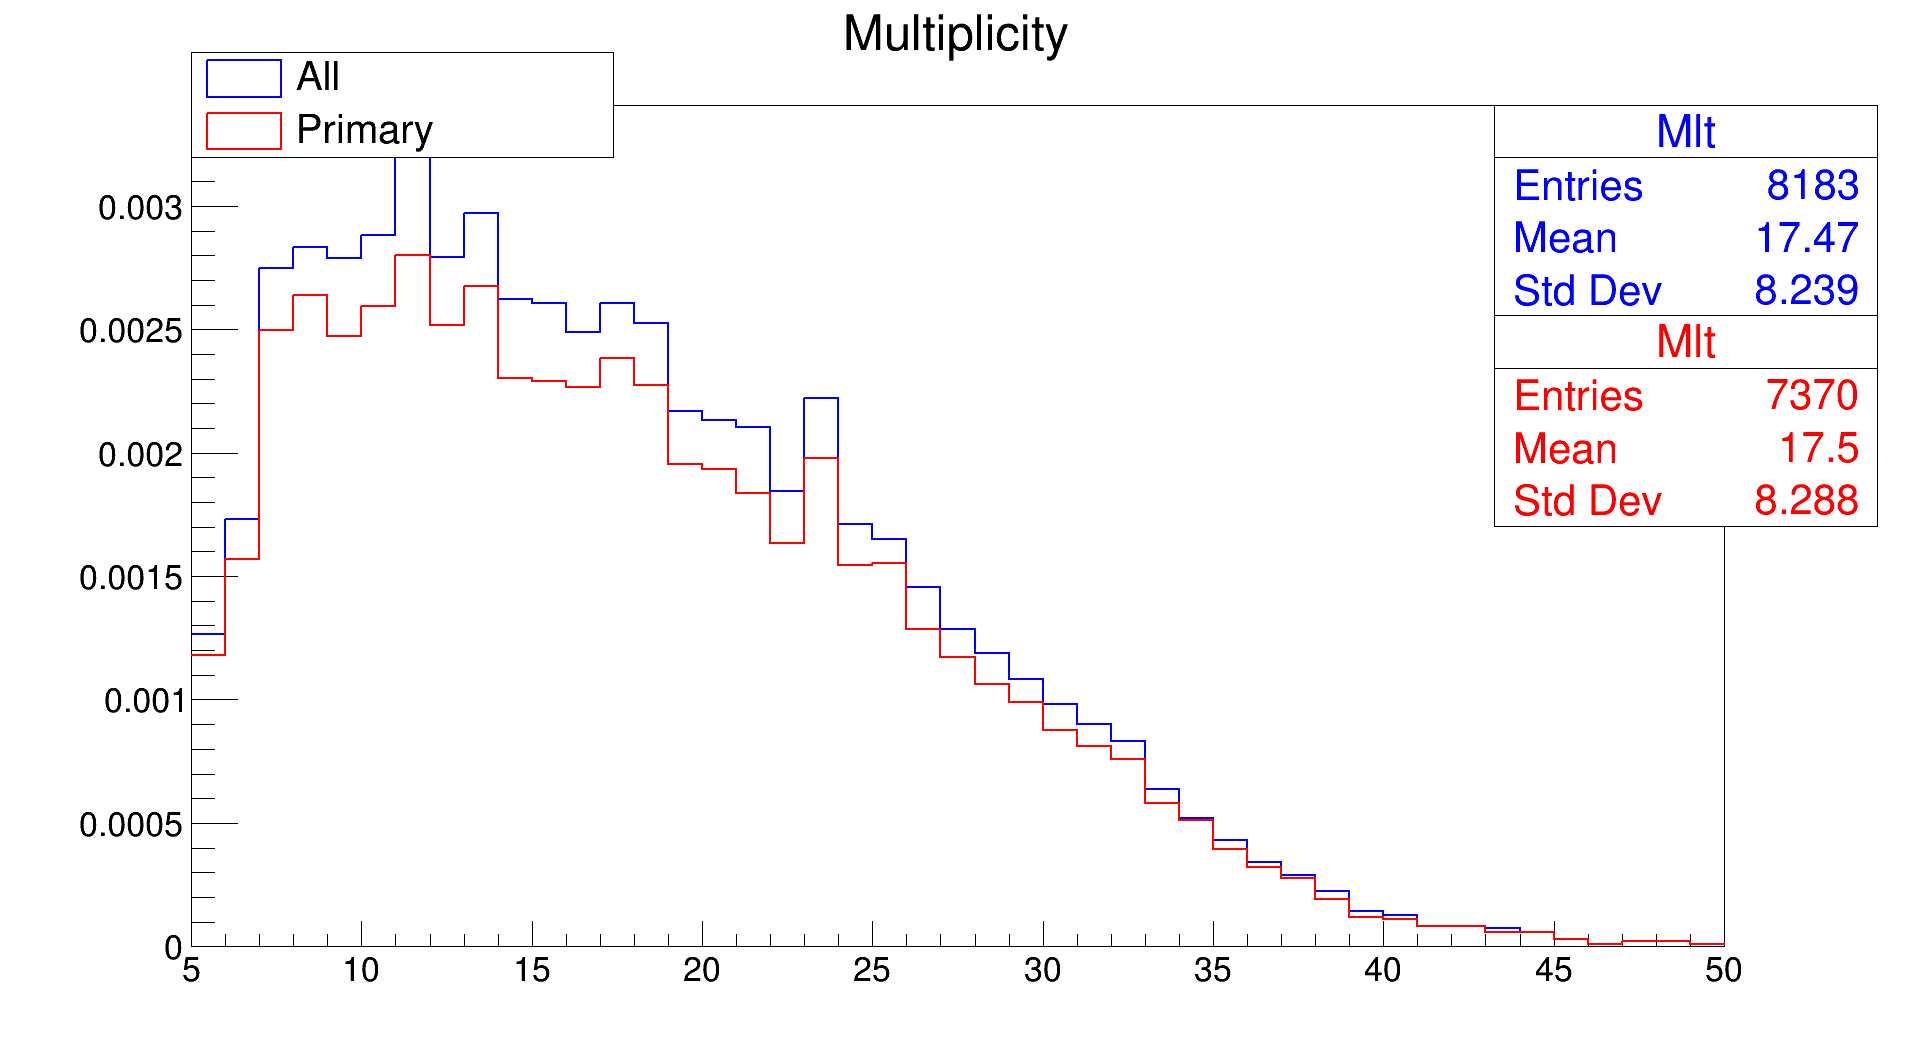 Multiplicity
All
Primary
Mlt
Entries 8183
Mean 17.47
Std Dev 8.239
Mlt
Entries 7370
Mean 17.5
Std Dev 8.288
0.003
0.0025
0.002
0.0015
0.001
0.0005
0
5 10 15 20 25 30 35 40 45 50